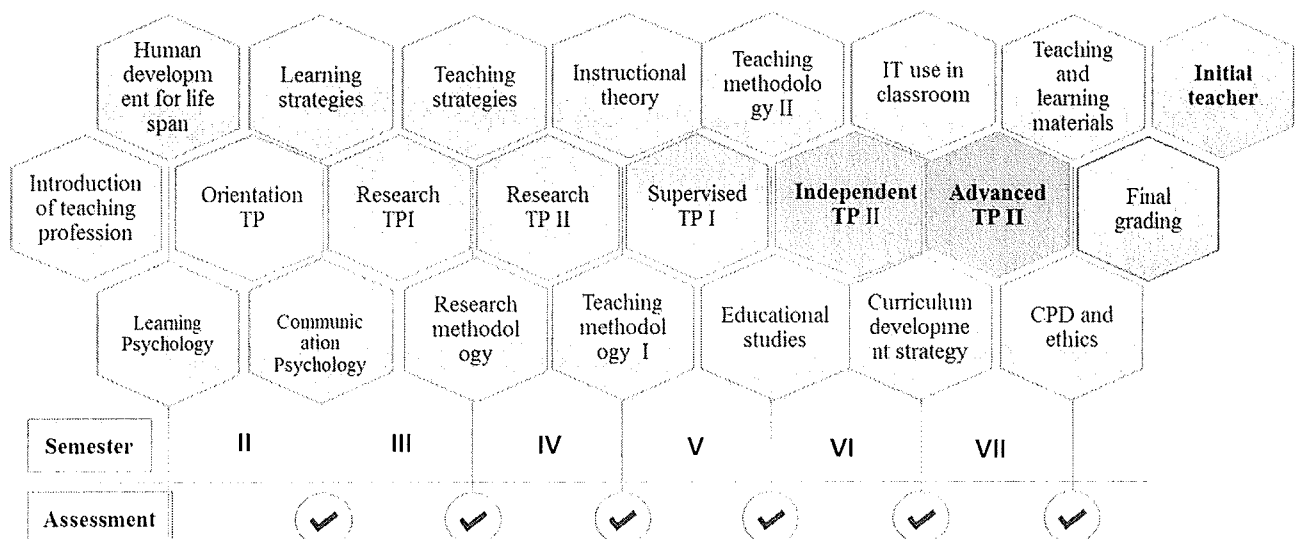 Human
developm
ent for life
span
Learning
strategies
Teaching
strategies
Instructional
theory
Teaching
methodolo
gy II
IT use in
classroom
Teaching
and
learning
materials
Initial
teacher
Introduction
of teaching
profession
Orientation
TP
Research
TPI
Research
TP II
Supervised
TP I
Independent
TP II
Advanced
TP II
Final
grading
Learning
Psychology
Communic
ation
Psychology
Research
methodol
ogy
Teaching
methodol
ogy I
Educational
studies
Curriculum
developme
nt strategy
CPD and
ethics
Semester
II
III
IV
V
VI
VII
Assessment